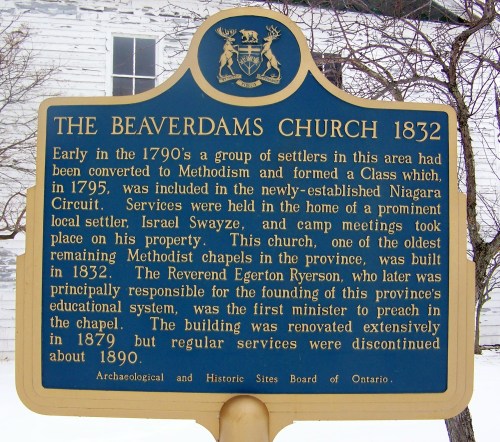 THE BEAVERDAMS CHURCH 1832
Early in the 1790's a group of settlers in this area had
been converted to Methodism and formed a Class which,
in 1795, was included in the newly-established Niagara
Circuit. Services were held in the home of a prominent
local settler, Israel Swayze, and camp meetings took
place on his property. This church, one of the oldest
remaining Methodist chapels in the province, was built
in 1832. The Reverend Egerton Ryerson, who later was
principally responsible for the founding of this province's
educational system, was the first minister to preach in
the chapel. The building was renovated extensively
in 1879 but regular services were discontinued
about 1890.
Archaeological and Historic Sites Board of Ontario.